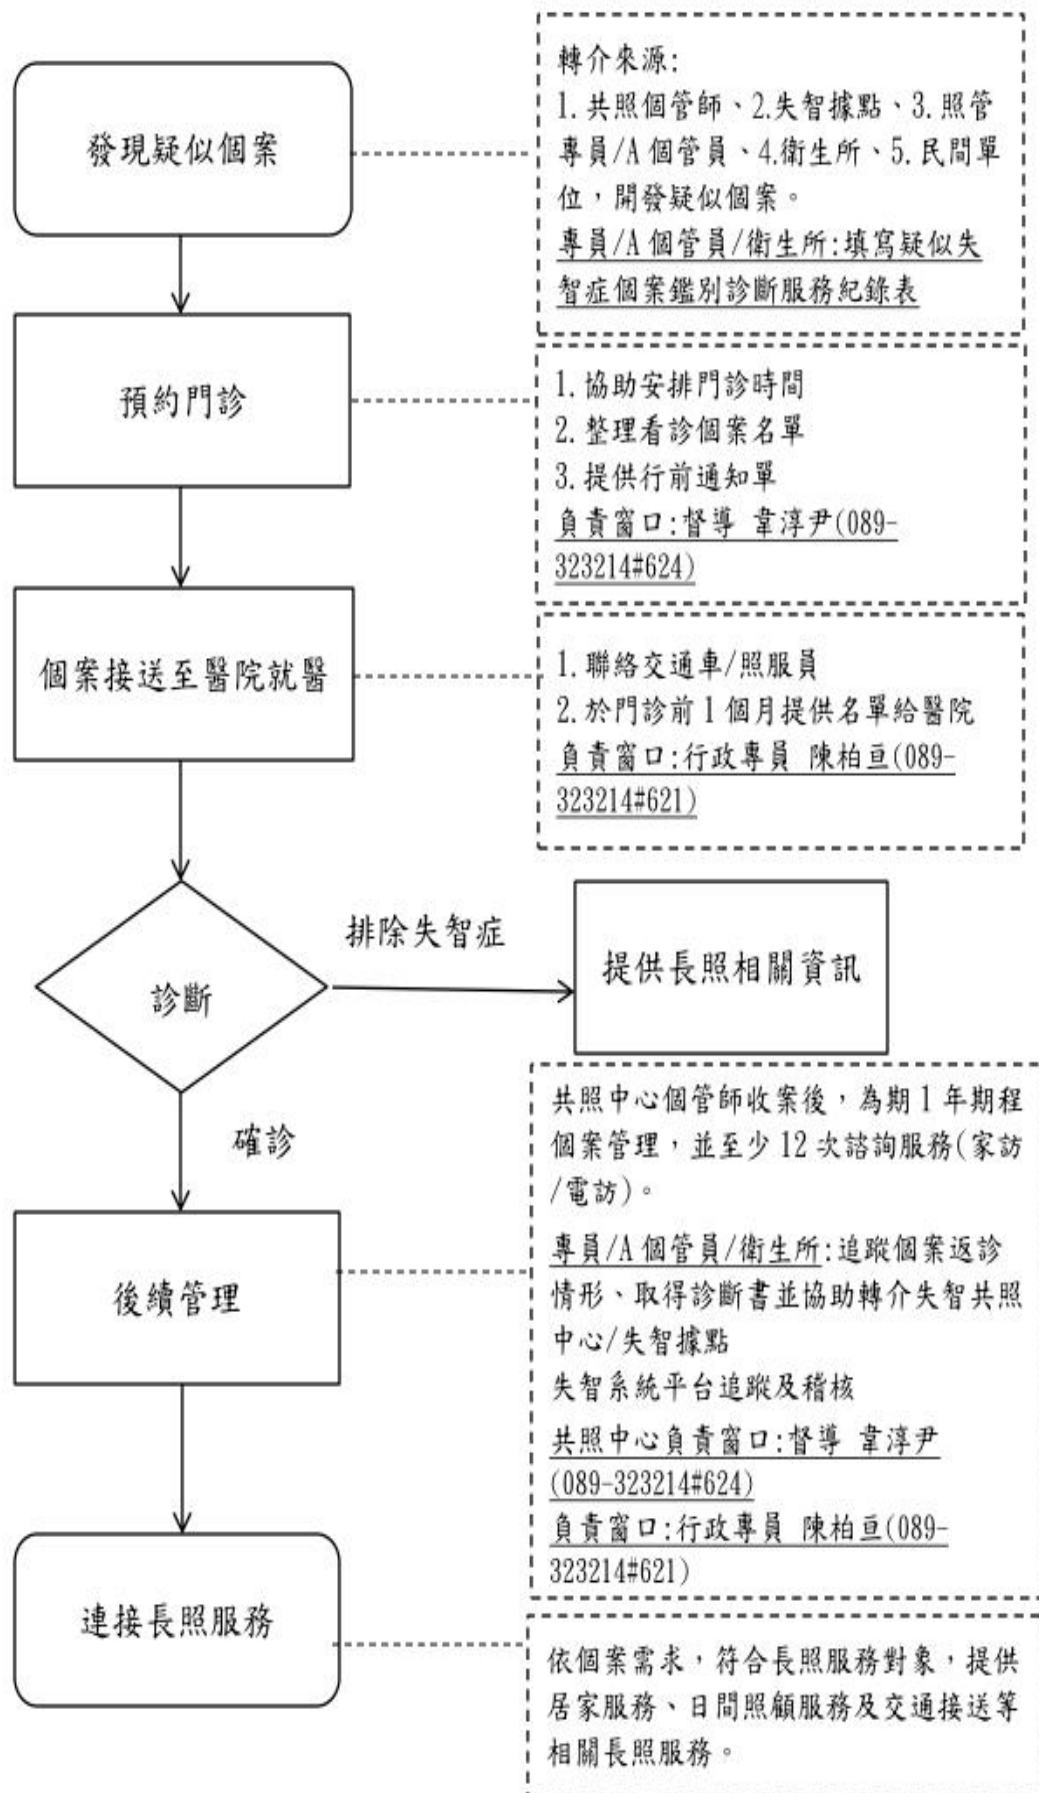 發現疑似個案
轉介來源:
1.共照個管師、2.失智據點、3.照管
專員/A個管員、4.衛生所、5.民間單
位，開發疑似個案。
專員/A個管員/衛生所:填寫疑似失
智症個案鑑別診斷服務紀錄表
預約門診
1.協助安排門診時間
2.整理看診個案名單
3.提供行前通知單
負責窗口:督導 韋淳尹(089-
323214#624)
個案接送至醫院就醫
1.聯絡交通車/照服員
2.於門診前1個月提供名單給醫院
負責窗口:行政專員 陳柏亘(089-
323214#621)
診斷
排除失智症
提供長照相關資訊
確診
後續管理
共照中心個管師收案後，為期1年期程
個案管理，並至少12次諮詢服務(家訪
/電訪)。
專員/A個管員/衛生所:追蹤個案返診
情形、取得診斷書並協助轉介失智共照
中心/失智據點
失智系統平台追蹤及稽核
共照中心負責窗口:督導 韋淳尹
(089-323214#624)
負責窗口:行政專員 陳柏亘(089-
323214#621)
連接長照服務
依個案需求，符合長照服務對象，提供
居家服務、日間照顧服務及交通接送等
相關長照服務。